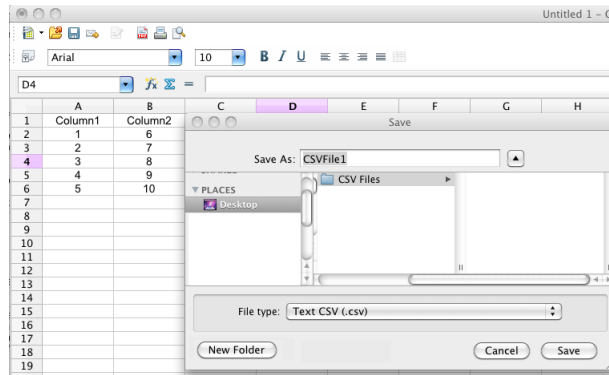 Untitled 1 –
Arial 10 B I U
D4 fx Σ =
A B C D E F G H
1 Column1 Column2
2 1 6
3 2 7
4 3 8
5 4 9
6 5 10
7
8
9
10
11
12
13
14
15
16
17
18
19
Save
Save As: CSVFile1
PLACES
Desktop
CSV Files
File type: Text CSV (.csv)
New Folder Cancel Save